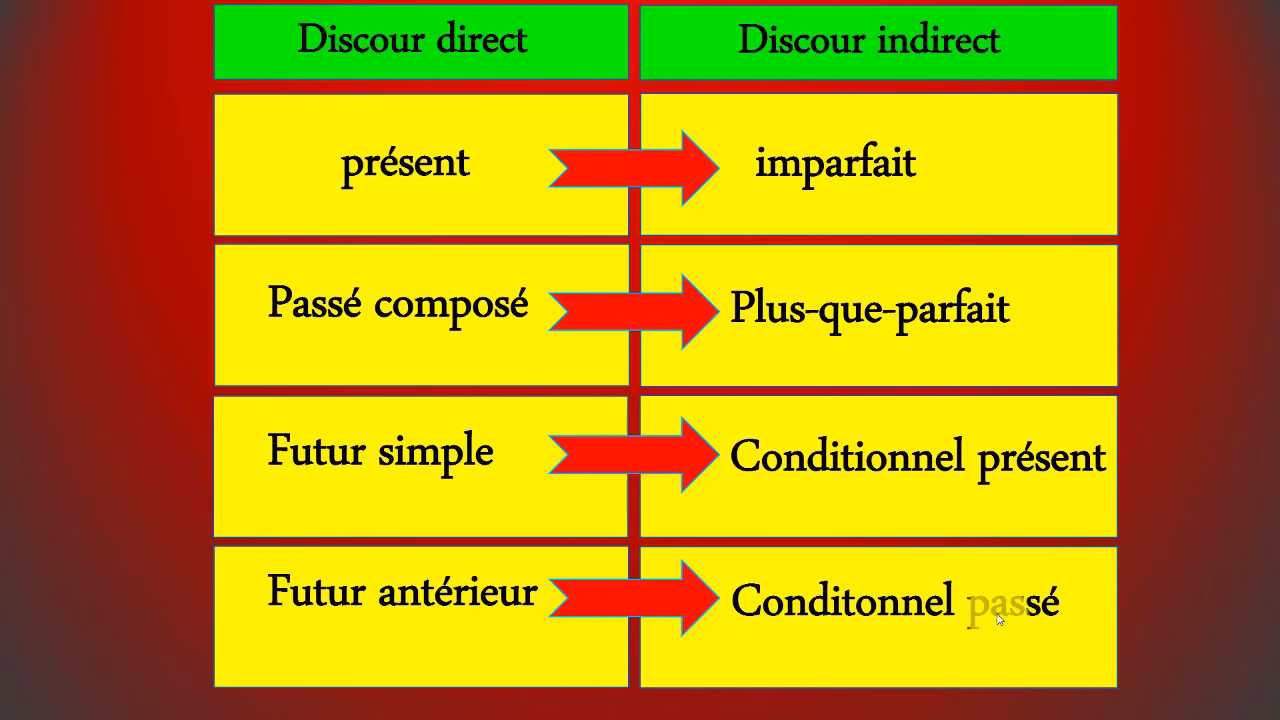 Discour direct
Discour indirect
présent
imparfait
Passé composé
Plus-que-parfait
Futur simple
Conditionnel présent
Futur antérieur
Conditonnel passé